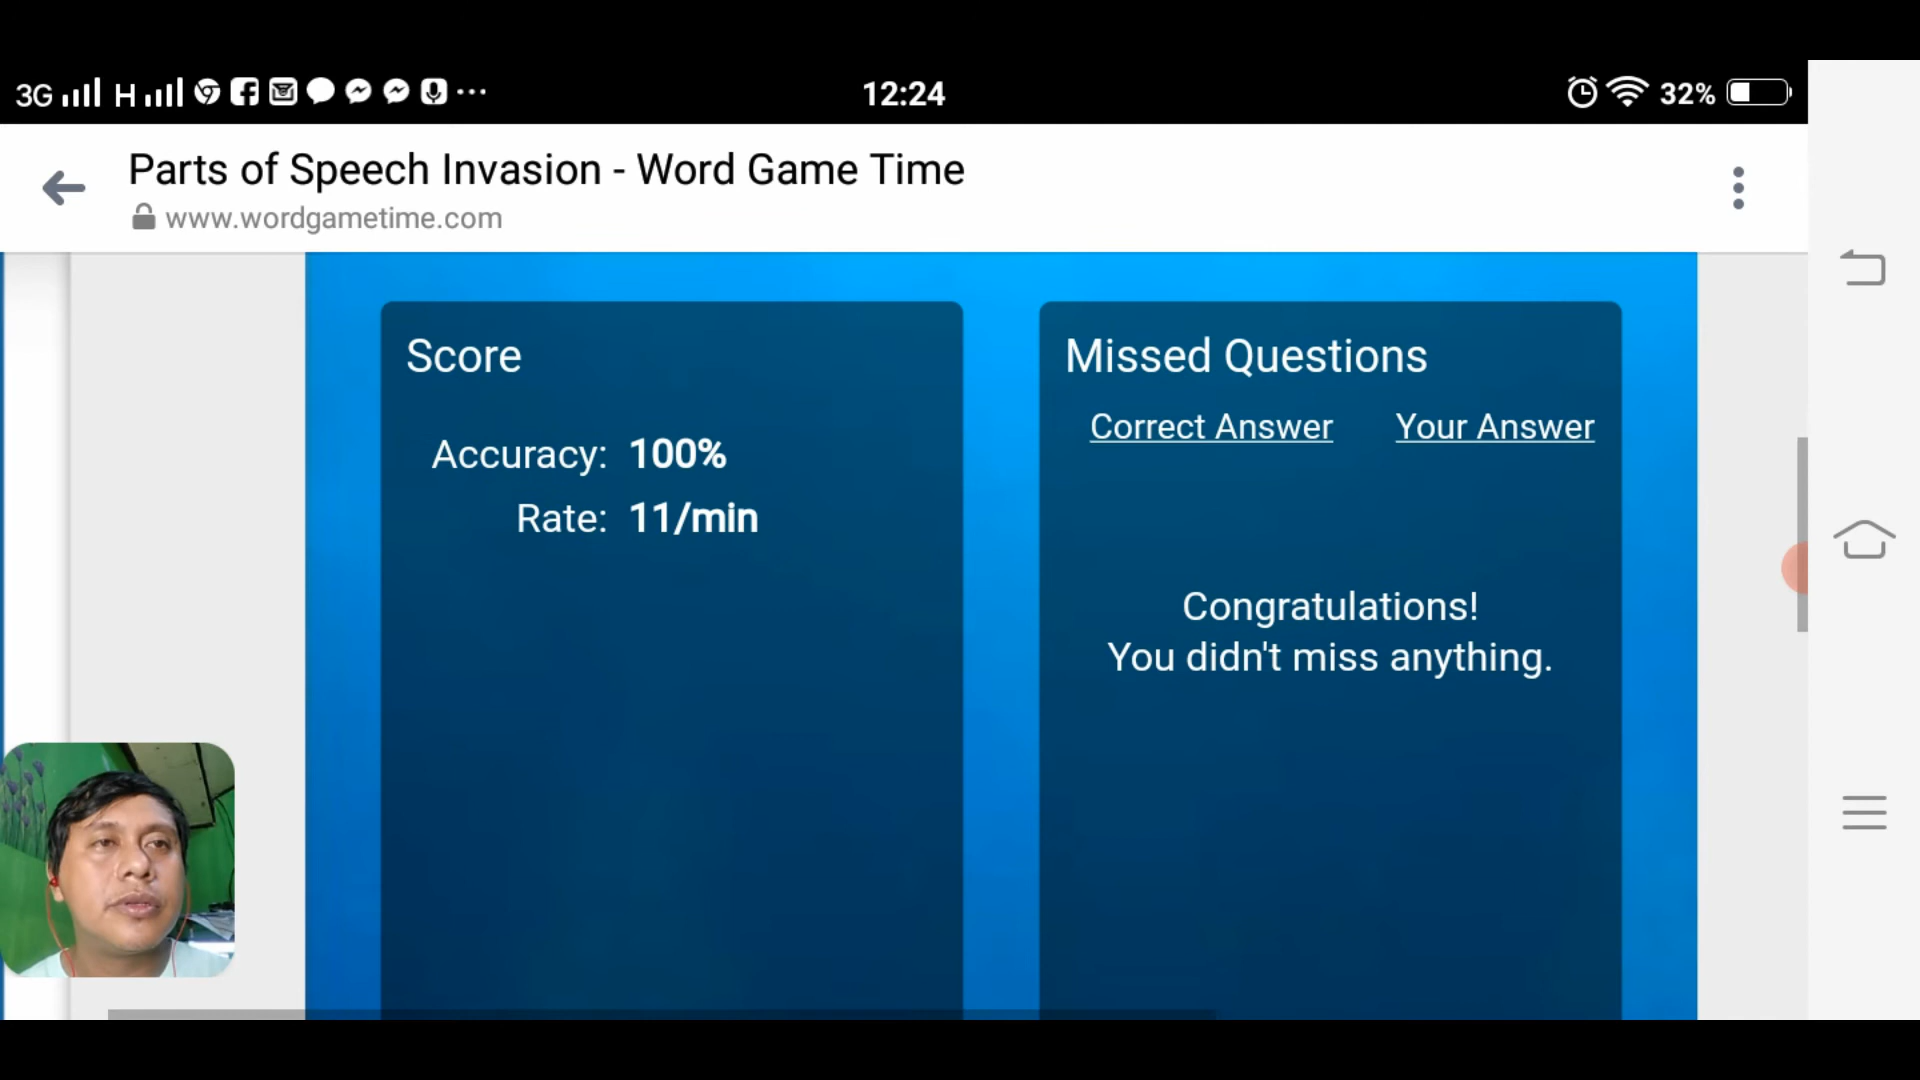 3G H 12:24 32%
Parts of Speech Invasion - Word Game Time
www.wordgametime.com
Score
Accuracy: 100%
Rate: 11/min
Missed Questions
Correct Answer Your Answer
Congratulations!
You didn't miss anything.